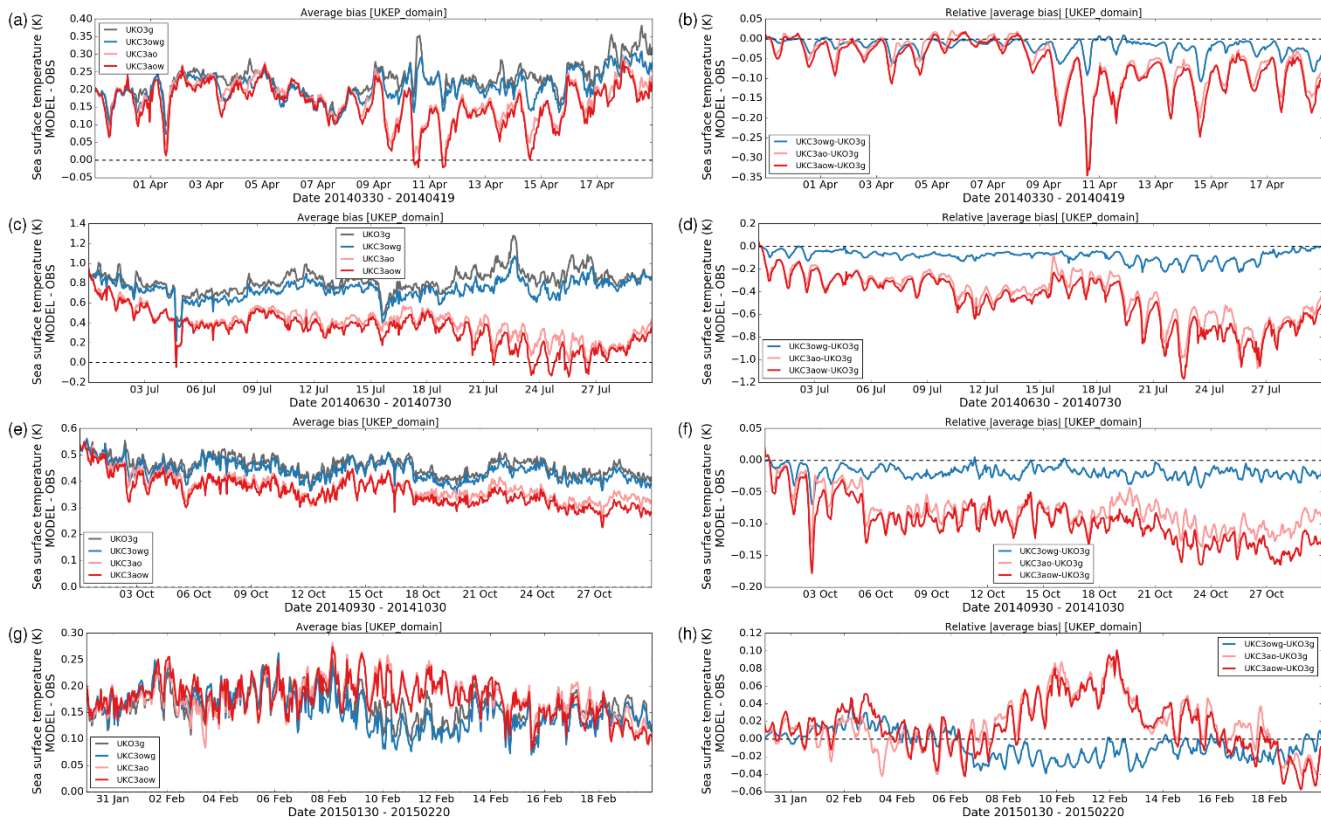 (a)
Average bias [UKEP_domain]
Sea surface temperature (K)
MODEL - OBS
0.40
0.35
0.30
0.25
0.20
0.15
0.10
0.05
0.00
0.05
UKO3g
UKC3owg
UKC3ao
UKC3aow
01 Apr 03 Apr 05 Apr 07 Apr 09 Apr 11 Apr 13 Apr 15 Apr 17 Apr
Date 20140330 - 20140419
(b)
Relative |average bias| [UKEP_domain]
Sea surface temperature (K)
MODEL - OBS
0.05
0.00
−0.05
−0.10
−0.15
−0.20
−0.25
−0.30
−0.35
UKC3owg-UKO3g
UKC3ao-UKO3g
UKC3aow-UKO3g
01 Apr 03 Apr 05 Apr 07 Apr 09 Apr 11 Apr 13 Apr 15 Apr 17 Apr
Date 20140330 - 20140419
(c)
Average bias [UKEP_domain]
Sea surface temperature (K)
MODEL - OBS
1.4
1.2
1.0
0.8
0.6
0.4
0.2
0.0
−0.2
UKO3g
UKC3owg
UKC3ao
UKC3aow
03 Jul 06 Jul 09 Jul 12 Jul 15 Jul 18 Jul 21 Jul 24 Jul 27 Jul
Date 20140630 - 20140730
(d)
Relative |average bias| [UKEP_domain]
Sea surface temperature (K)
MODEL - OBS
0.2
0.0
−0.2
−0.4
−0.6
−0.8
−1.0
−1.2
UKC3owg-UKO3g
UKC3ao-UKO3g
UKC3aow-UKO3g
03 Jul 06 Jul 09 Jul 12 Jul 15 Jul 18 Jul 21 Jul 24 Jul 27 Jul
Date 20140630 - 20140730
(e)
Average bias [UKEP_domain]
Sea surface temperature (K)
MODEL - OBS
0.6
0.5
0.4
0.3
0.2
0.1
0.0
UKO3g
UKC3owg
UKC3ao
UKC3aow
03 Oct 06 Oct 09 Oct 12 Oct 15 Oct 18 Oct 21 Oct 24 Oct 27 Oct
Date 20140930 - 20141030
(f)
Relative |average bias| [UKEP_domain]
Sea surface temperature (K)
MODEL - OBS
0.05
0.00
−0.05
−0.10
−0.15
−0.20
UKC3owg-UKO3g
UKC3ao-UKO3g
UKC3aow-UKO3g
03 Oct 06 Oct 09 Oct 12 Oct 15 Oct 18 Oct 21 Oct 24 Oct 27 Oct
Date 20140930 - 20141030
(g)
Average bias [UKEP_domain]
Sea surface temperature (K)
MODEL - OBS
0.30
0.25
0.20
0.15
0.10
0.05
0.00
UKO3g
UKC3owg
UKC3ao
UKC3aow
31 Jan 02 Feb 04 Feb 06 Feb 08 Feb 10 Feb 12 Feb 14 Feb 16 Feb 18 Feb
Date 20150130 - 20150220
(h)
Relative |average bias| [UKEP_domain]
Sea surface temperature (K)
MODEL - OBS
0.12
0.10
0.08
0.06
0.04
0.02
0.00
−0.02
−0.04
−0.06
UKC3owg-UKO3g
UKC3ao-UKO3g
UKC3aow-UKO3g
31 Jan 02 Feb 04 Feb 06 Feb 08 Feb 10 Feb 12 Feb 14 Feb 16 Feb 18 Feb
Date 20150130 - 20150220